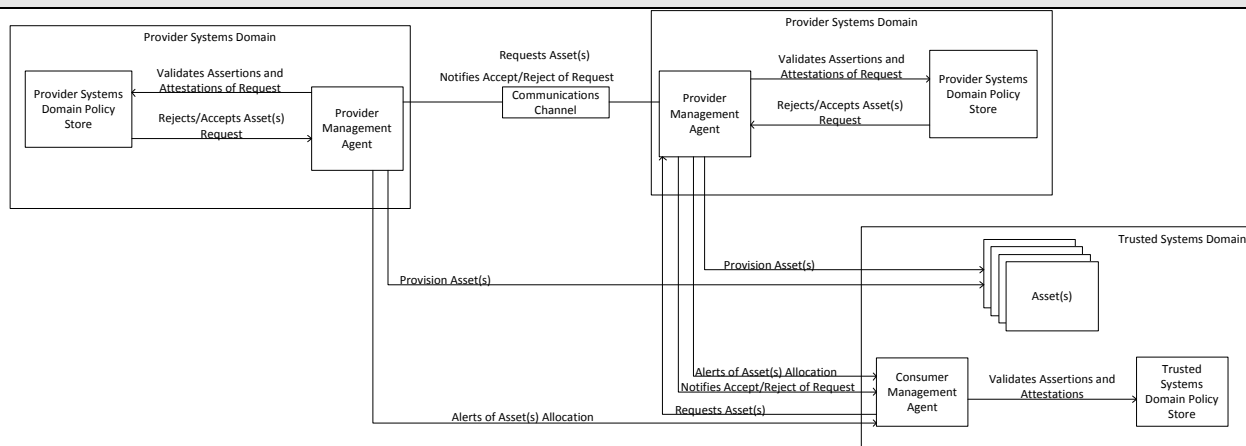 Provider Systems Domain
Provider Systems
Domain Policy
Store
Validates Assertions and
Attestations of Request
Rejects/Accepts Asset(s)
Request
Provider
Management
Agent
Requests Asset(s)
Notifies Accept/Reject of Request
Communications
Channel
Provider Systems Domain
Provider
Management
Agent
Validates Assertions and
Attestations of Request
Rejects/Accepts Asset(s)
Request
Provider Systems
Domain Policy
Store
Trusted Systems Domain
Provision Asset(s)
Provision Asset(s)
Asset(s)
Alerts of Asset(s) Allocation
Notifies Accept/Reject of Request
Requests Asset(s)
Alerts of Asset(s) Allocation
Consumer
Management
Agent
Validates Assertions and
Attestations
Trusted
Systems
Domain Policy
Store